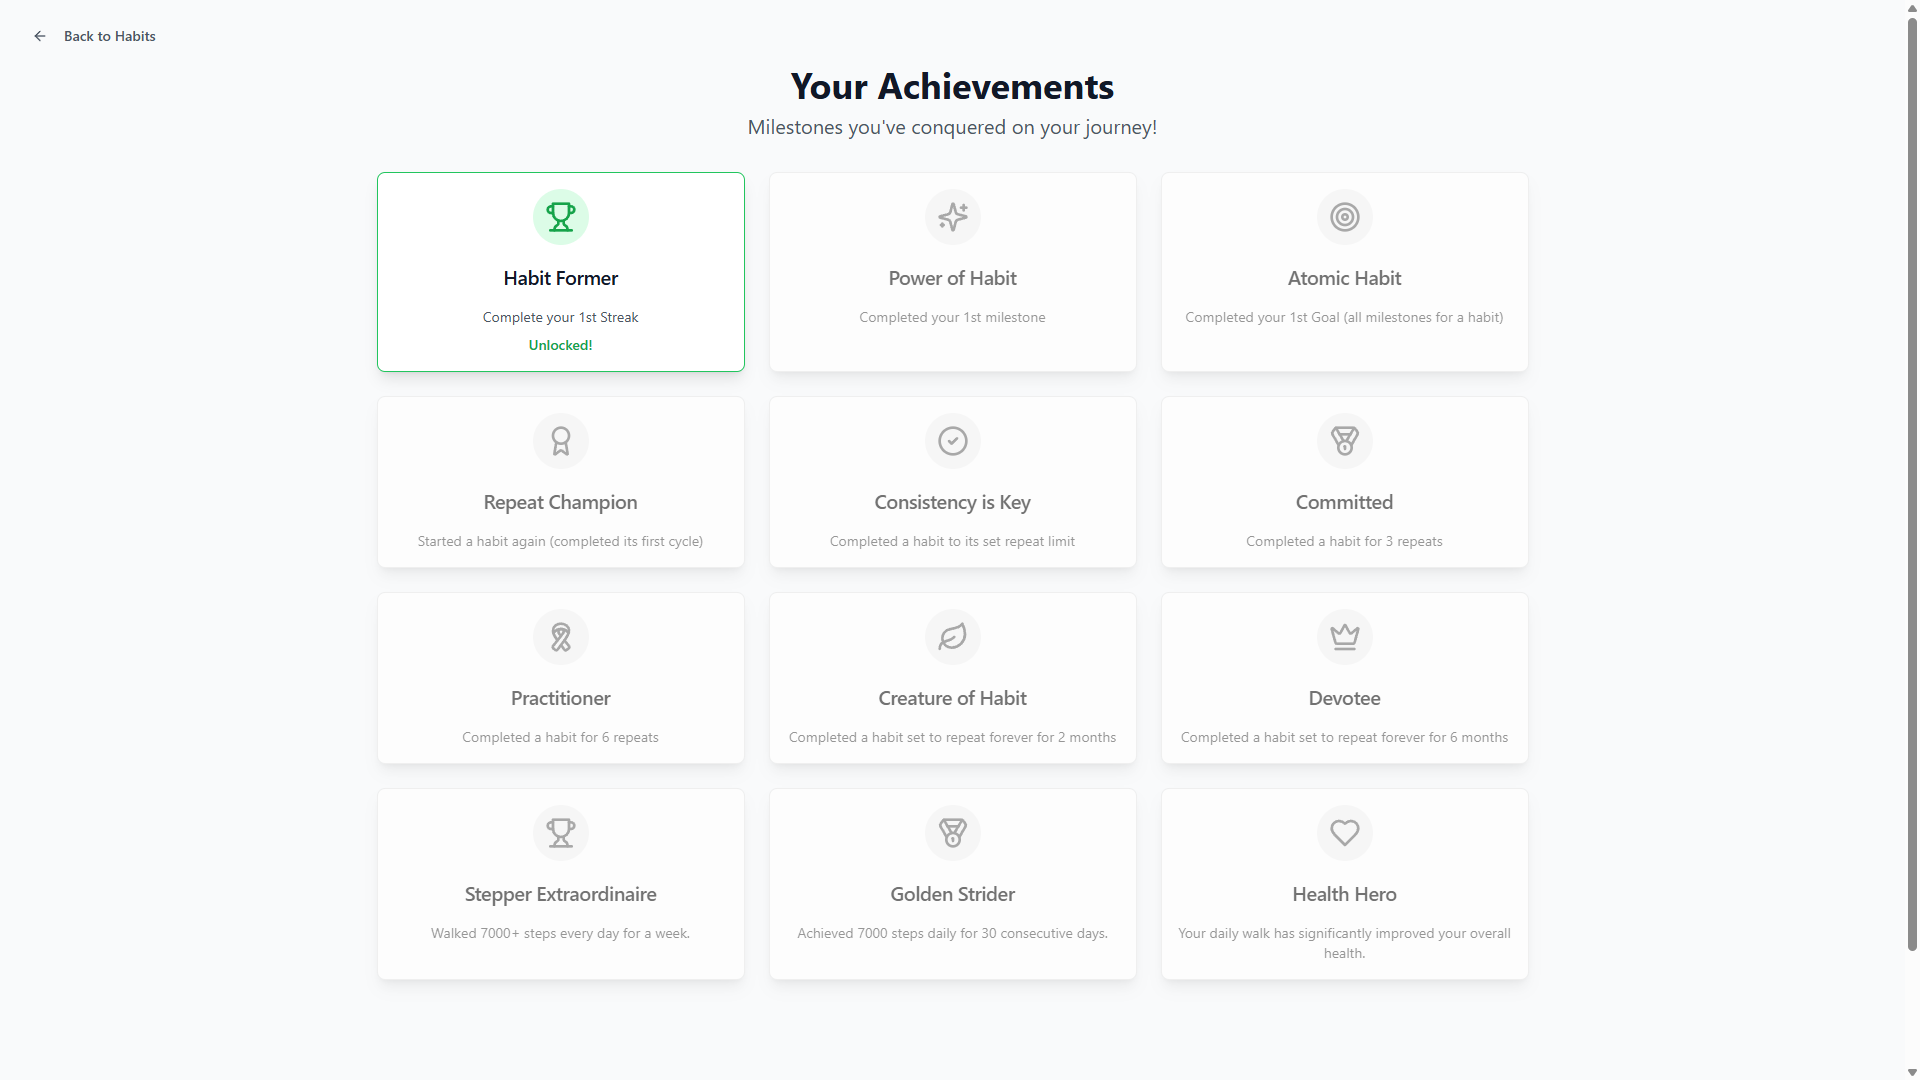 Back to Habits
Your Achievements
Milestones you've conquered on your journey!
Habit Former
Complete your 1st Streak
Unlocked!
Power of Habit
Completed your 1st milestone
Atomic Habit
Completed your 1st Goal (all milestones for a habit)
Repeat Champion
Started a habit again (completed its first cycle)
Consistency is Key
Completed a habit to its set repeat limit
Committed
Completed a habit for 3 repeats
Practitioner
Completed a habit for 6 repeats
Creature of Habit
Completed a habit set to repeat forever for 2 months
Devotee
Completed a habit set to repeat forever for 6 months
Stepper Extraordinaire
Walked 7000+ steps every day for a week.
Golden Strider
Achieved 7000 steps daily for 30 consecutive days.
Health Hero
Your daily walk has significantly improved your overall
health.